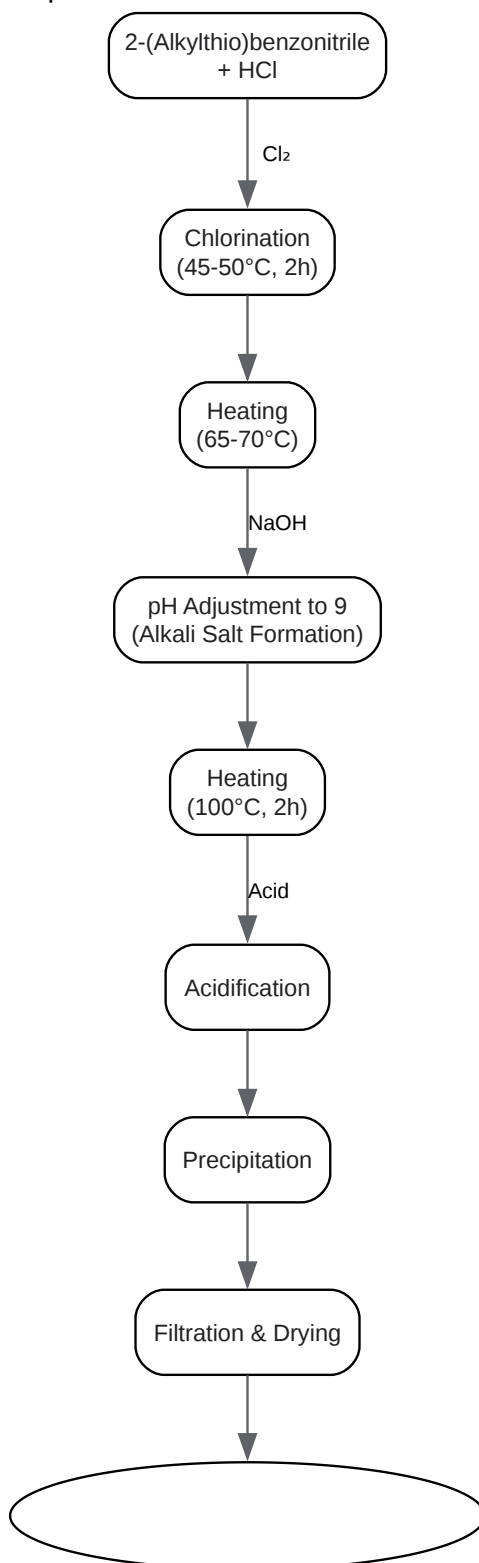 2-(Alkylthio)benzonitrile
+ HCl
Cl₂
Chlorination
(45-50°C, 2h)
Heating
(65-70°C)
NaOH
pH Adjustment to 9
(Alkali Salt Formation)
Heating
(100°C, 2h)
Acid
Acidification
Precipitation
Filtration & Drying